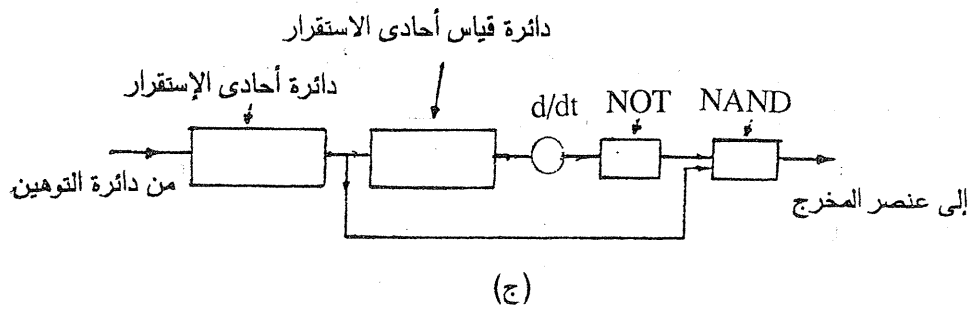 دائرة قياس أحادى الاستقرار
دائرة أحادى الإستقرار
d/dt NOT NAND
من دائرة التوهين
إلى عنصر المخرج
(ج)